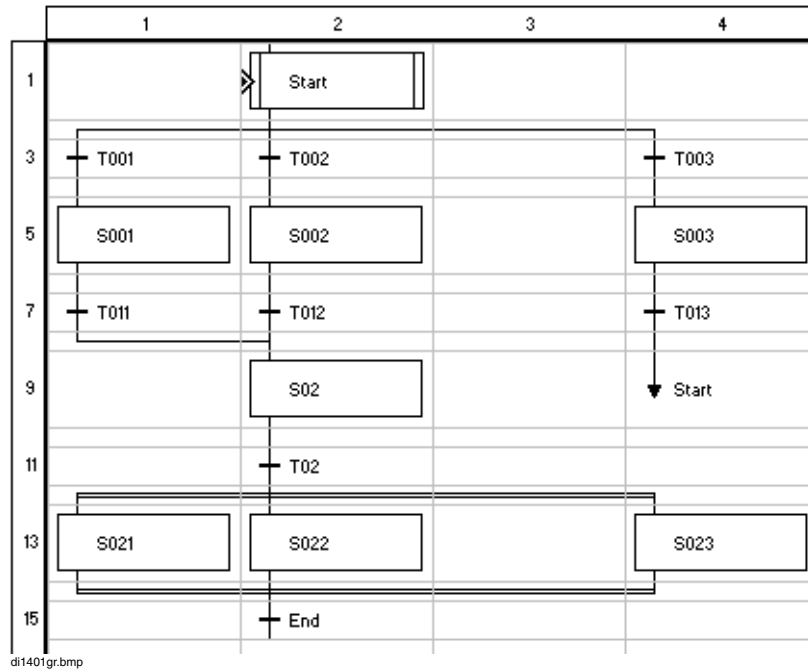 1 2 3 4
1 Start
3 T001 T002 T003
5 S001 S002 S003
7 T011 T012 T013
9 S02 Start
11 T02
13 S021 S022 S023
15 End
di1401gr.bmp